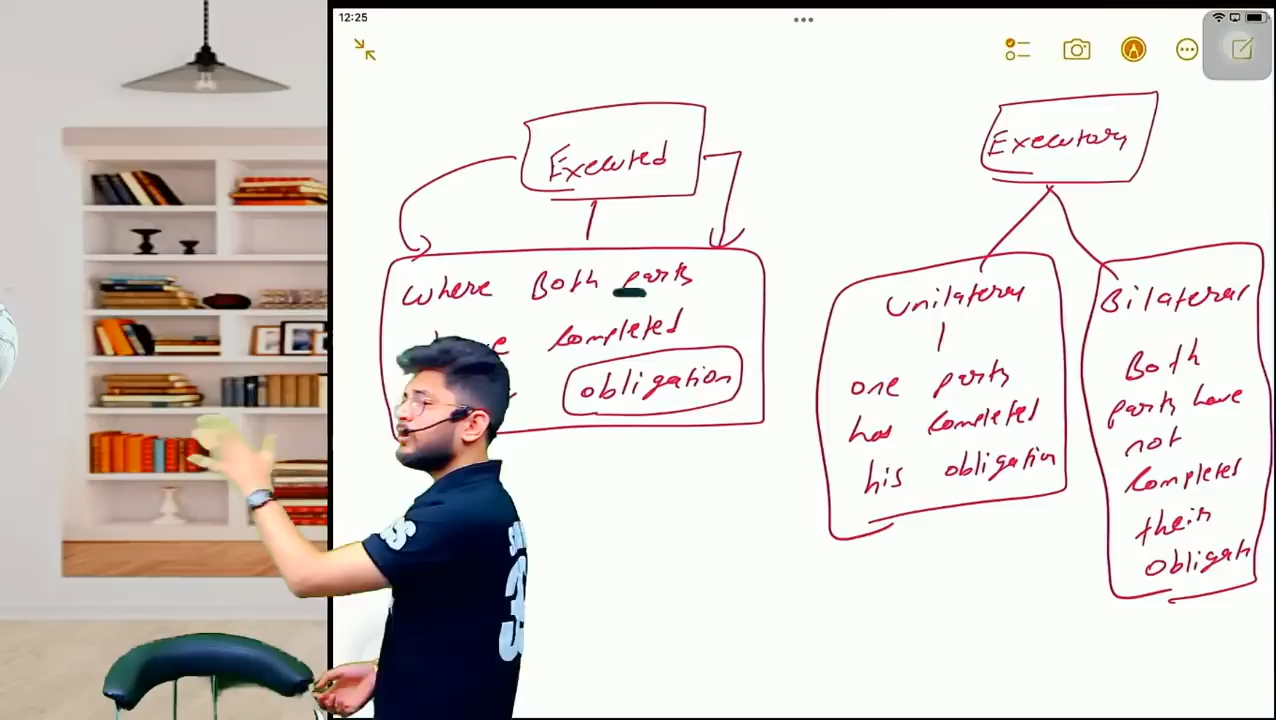 12:25
Executed
Where Both party
completed
obligation
Executory
Unilateral
one party
has completed
his obligation
Bilateral
Both
party have
not
completed
their
obligati